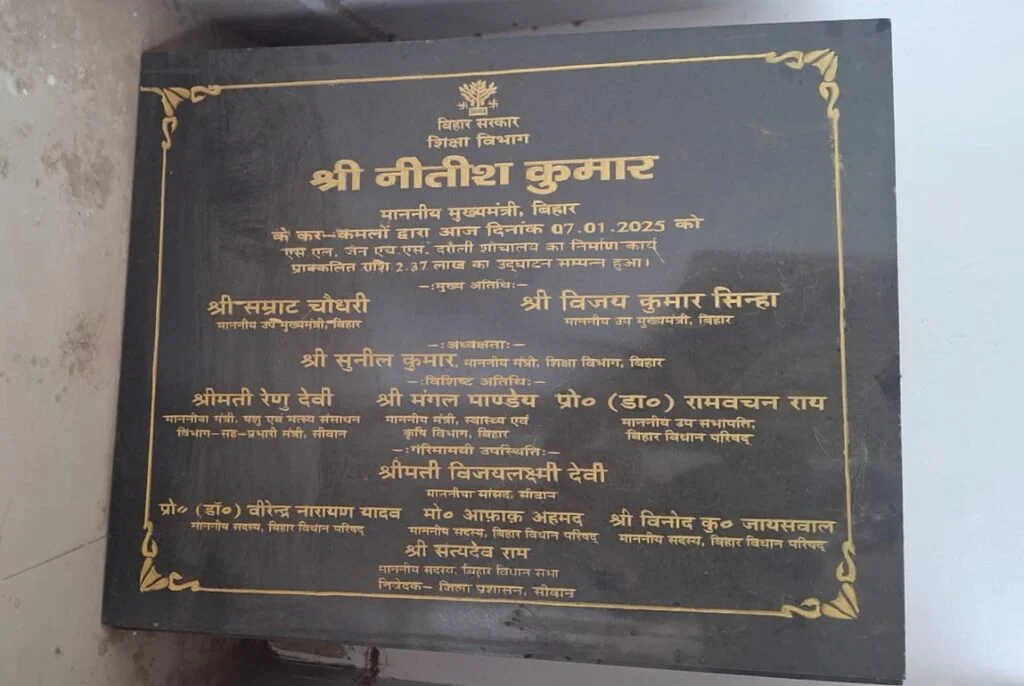 बिहार सरकार
शिक्षा विभाग
श्री नीतीश कुमार
माननीय मुख्यमंत्री, बिहार
के कर-कमलों द्वारा आज दिनांक 07.01.2025 को
एस एल. जैन एच.एस. दरौली शौचालय का निर्माण कार्य
प्राक्कलित राशि 2.37 लाख का उद्घाटन सम्पन्न हुआ।
-:मुख्य अतिथि:-
श्री सम्राट चौधरी श्री विजय कुमार सिन्हा
माननीय उप मुख्यमंत्री, बिहार माननीय उप मुख्यमंत्री, बिहार
-:अध्यक्षता:-
श्री सुनील कुमार, माननीय मंत्री, शिक्षा विभाग, बिहार
-:विशिष्ट अतिथि:-
श्रीमती रेणु देवी श्री मंगल पाण्डेय प्रो० (डा०) रामवचन राय
माननीय मंत्री, पशु एवं मत्स्य संसाधन माननीय मंत्री, स्वास्थ्य एवं माननीय उप सभापति,
विभाग-सह-प्रभारी मंत्री, सीवान कृषि विभाग, बिहार बिहार विधान परिषद्
-:गरिमामयी उपस्थिति:-
श्रीमती विजयलक्ष्मी देवी
माननीया सांसद, सीवान
प्रो० (डॉ०) वीरेन्द्र नारायण यादव मो० आफ़ाक़ अहमद श्री विनोद कु० जायसवाल
माननीय सदस्य, बिहार विधान परिषद् माननीय सदस्य, बिहार विधान परिषद् माननीय सदस्य, बिहार विधान परिषद्
श्री सत्यदेव राम
माननीय सदस्य, बिहार विधान सभा
निवेदक- जिला प्रशासन, सीवान